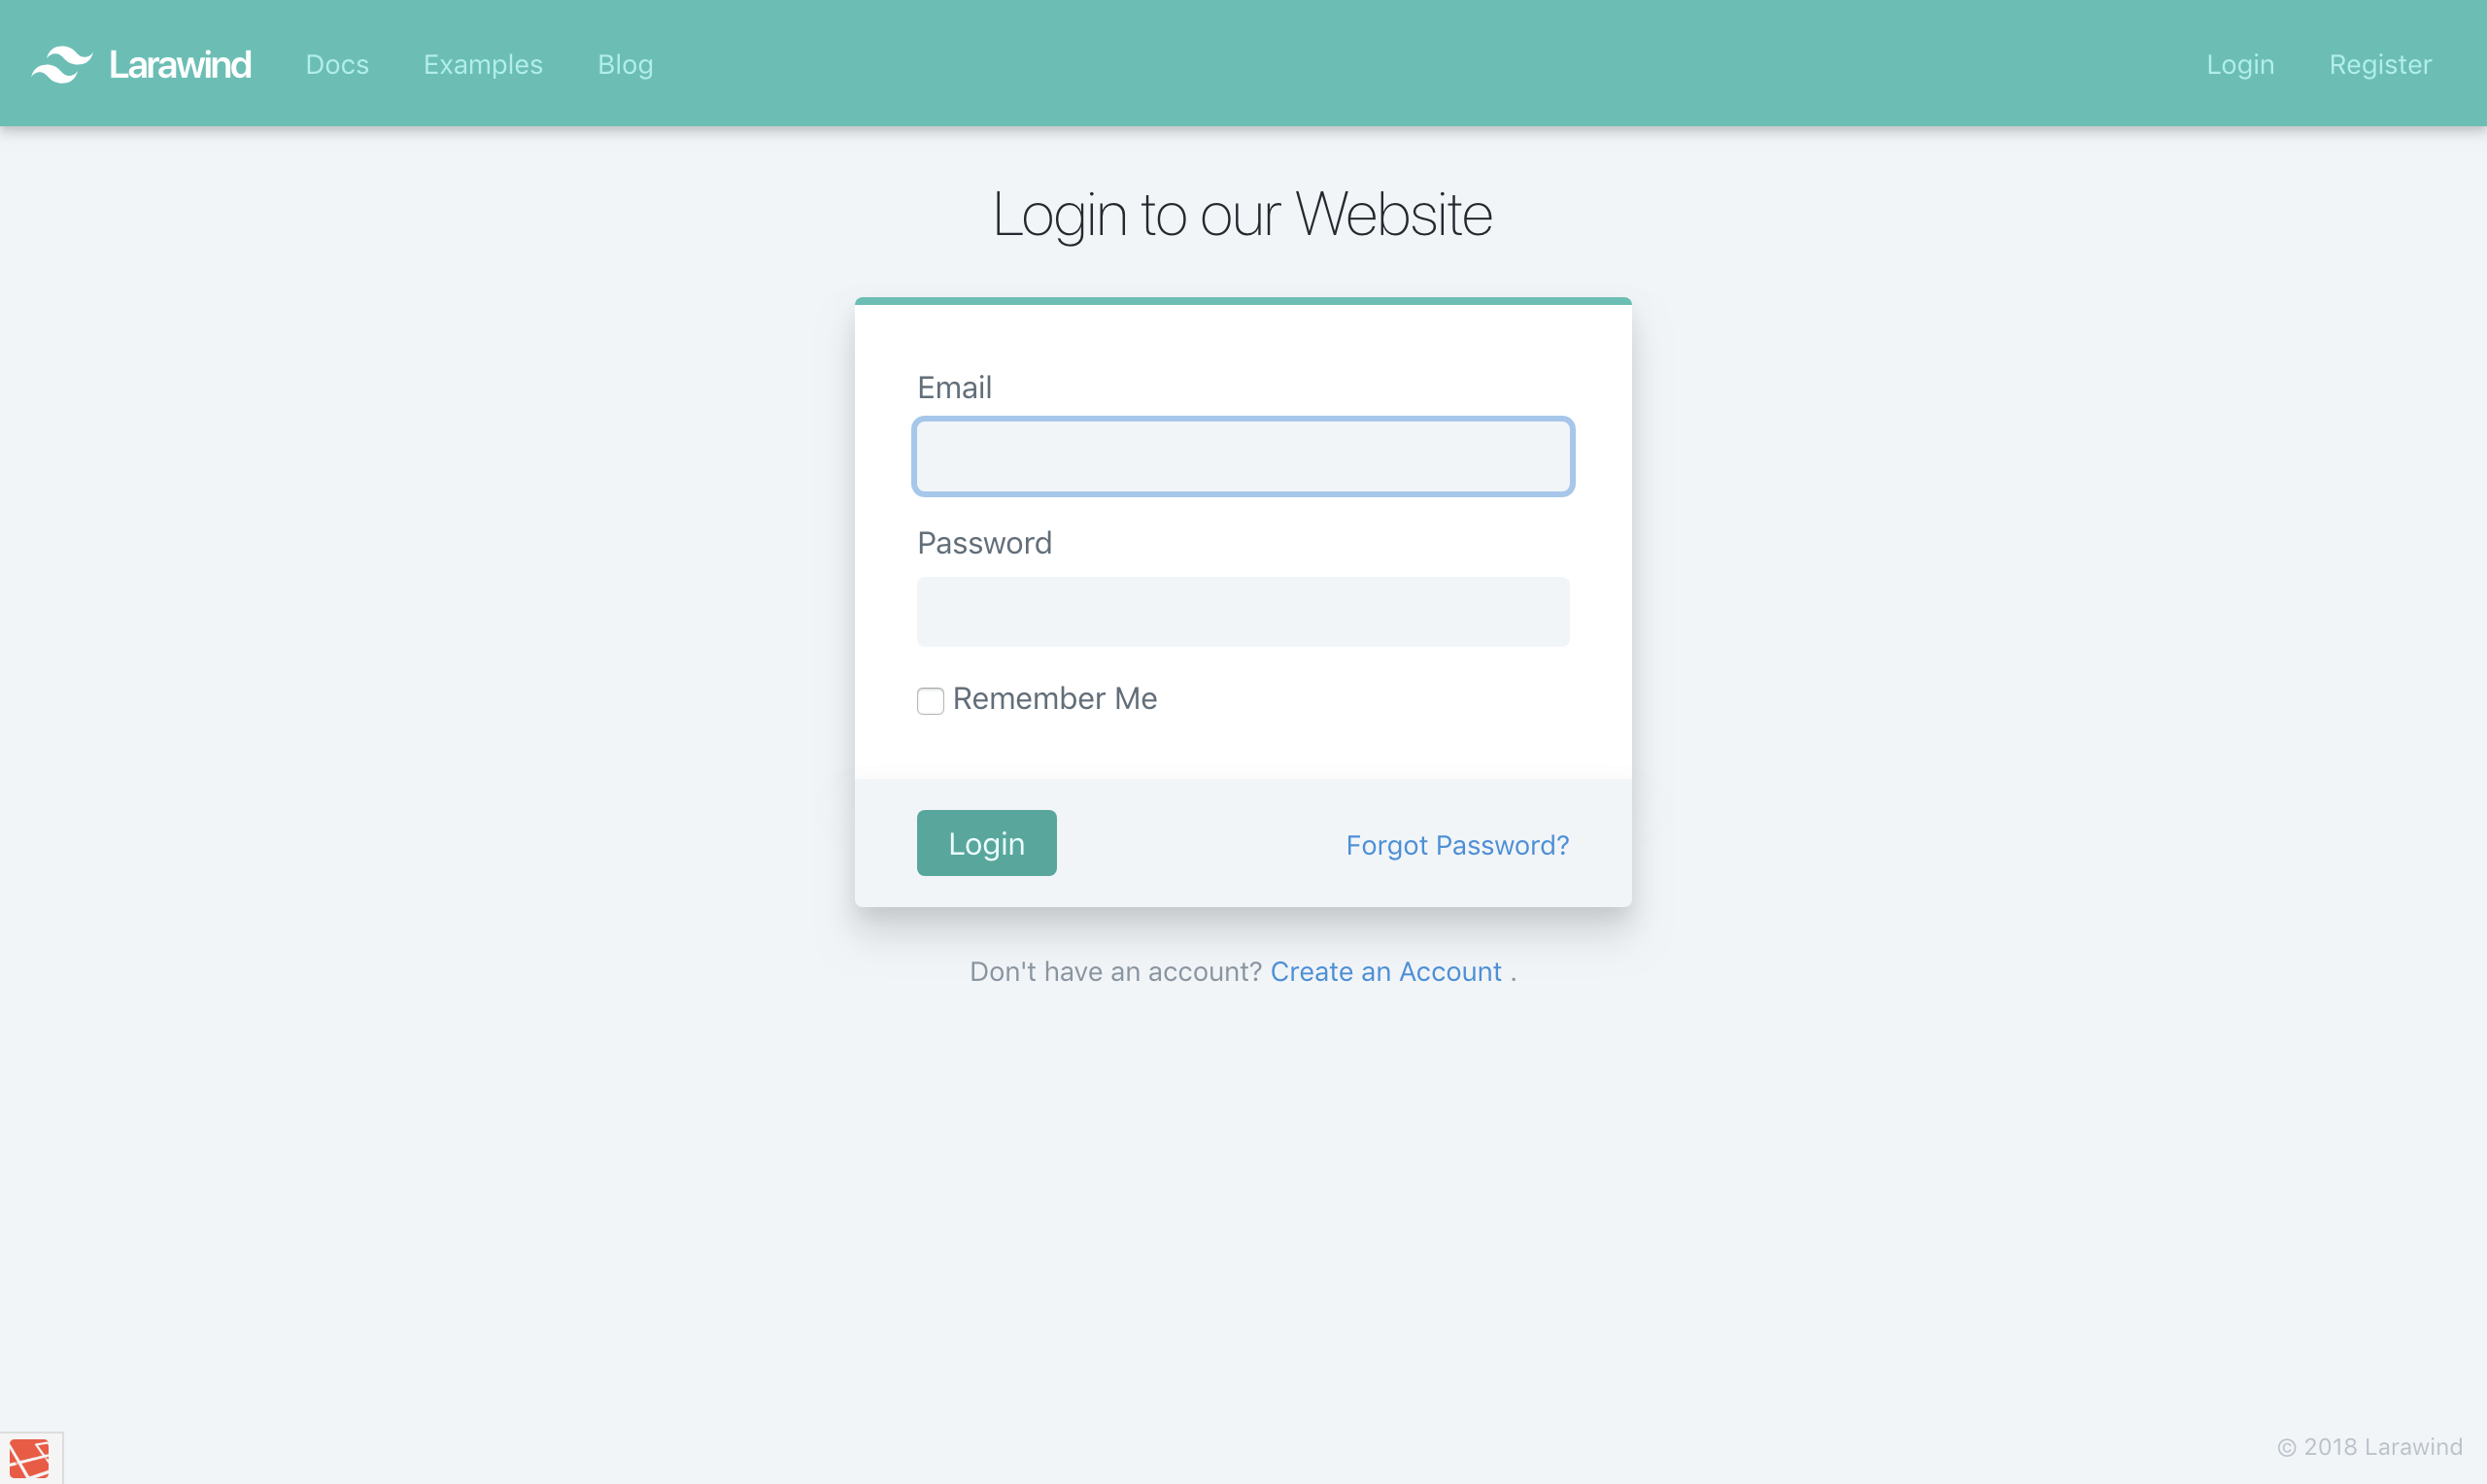 Larawind Docs Examples Blog Login Register
Login to our Website
Email
Password
Remember Me
Login Forgot Password?
Don't have an account? Create an Account .
© 2018 Larawind